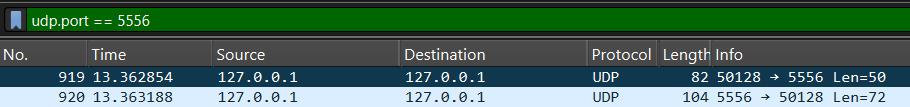 udp.port == 5556
No. Time Source Destination Protocol Length Info
919 13.362854 127.0.0.1 127.0.0.1 UDP 82 50128 → 5556 Len=50
920 13.363188 127.0.0.1 127.0.0.1 UDP 104 5556 → 50128 Len=72